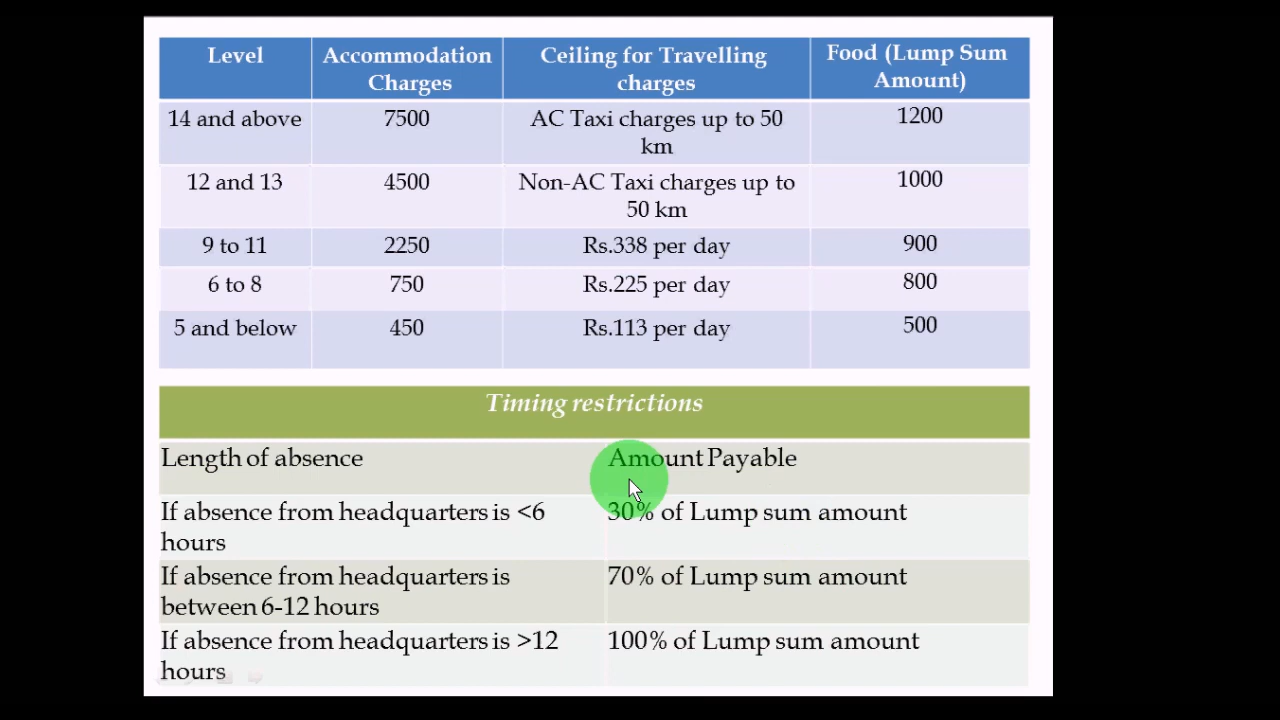 Level
Accommodation
Charges
Ceiling for Travelling
charges
Food (Lump Sum
Amount)
14 and above
7500
AC Taxi charges up to 50
km
1200
12 and 13
4500
Non-AC Taxi charges up to
50 km
1000
9 to 11
2250
Rs.338 per day
900
6 to 8
750
Rs.225 per day
800
5 and below
450
Rs.113 per day
500
Timing restrictions
Length of absence
Amount Payable
If absence from headquarters is <6
hours
30% of Lump sum amount
If absence from headquarters is
between 6-12 hours
70% of Lump sum amount
If absence from headquarters is >12
hours
100% of Lump sum amount